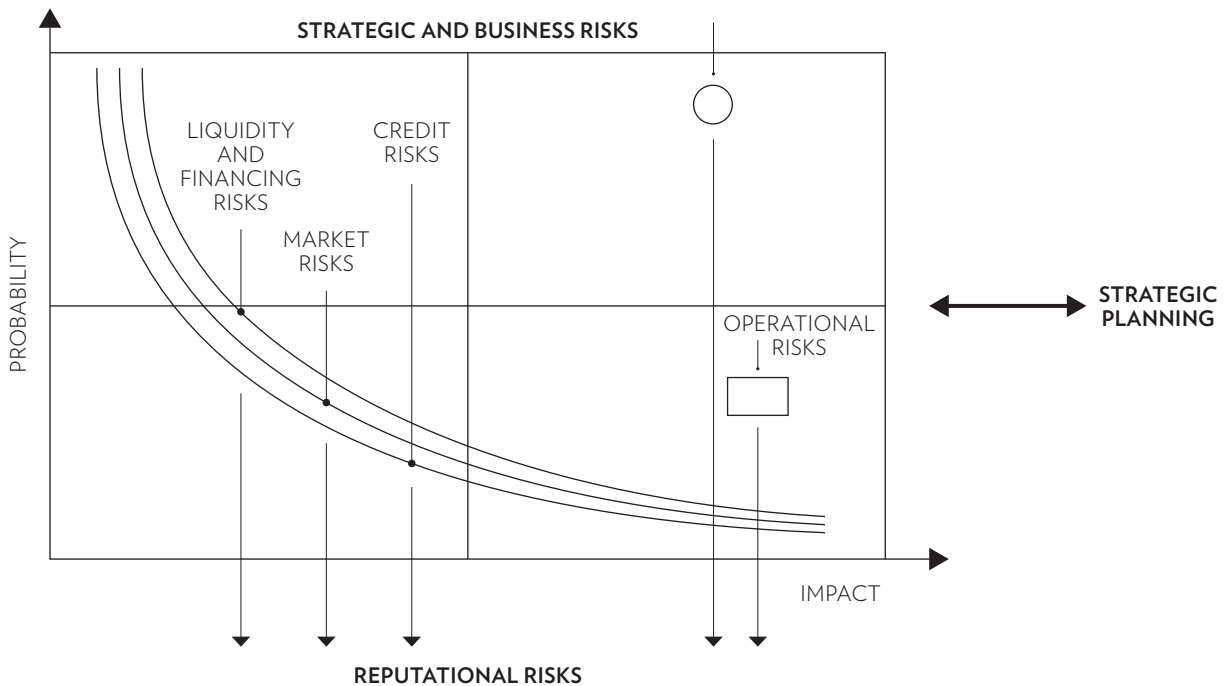 STRATEGIC AND BUSINESS RISKS
LIQUIDITY
AND
FINANCING
RISKS
CREDIT
RISKS
MARKET
RISKS
PROBABILITY
OPERATIONAL
RISKS
STRATEGIC
PLANNING
IMPACT
REPUTATIONAL RISKS